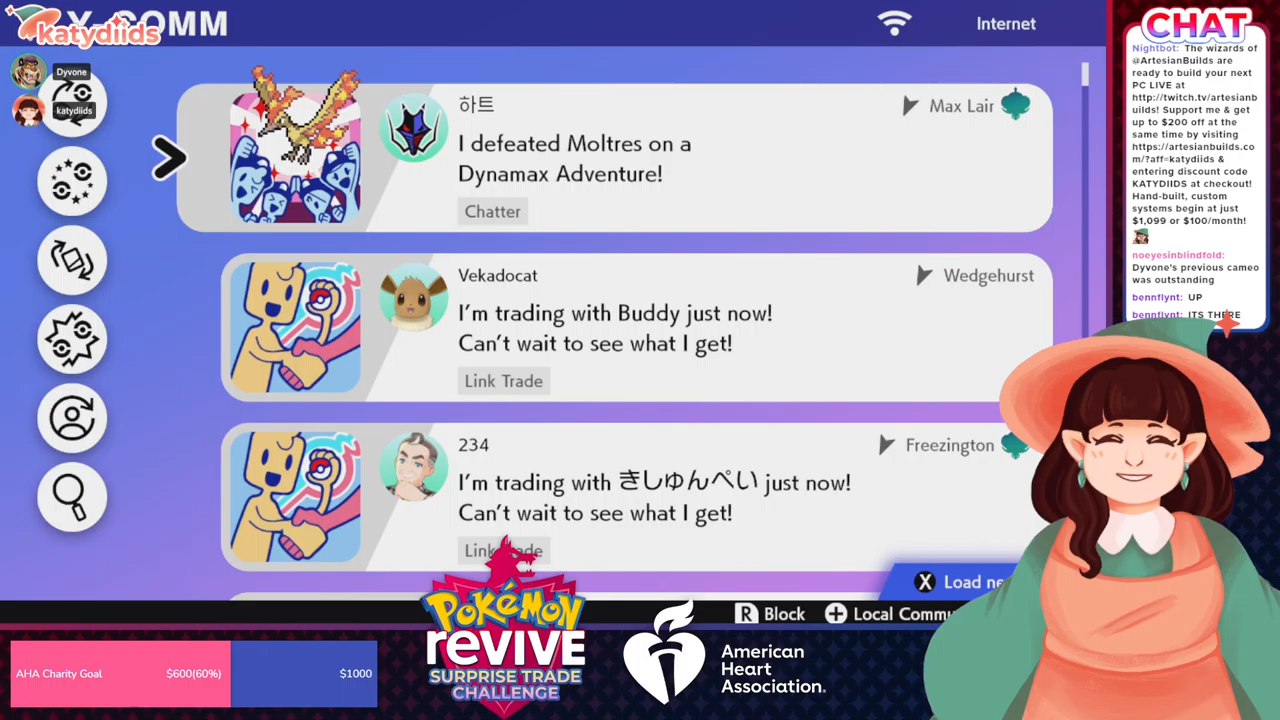 katydiids
Y-COMM
Internet
Dyvone
katydiids
하트
Max Lair
I defeated Moltres on a
Dynamax Adventure!
Chatter
Vekadocat
Wedgehurst
I'm trading with Buddy just now!
Can't wait to see what I get!
Link Trade
234
Freezington
I'm trading with きしゅんぺい just now!
Can't wait to see what I get!
Link Trade
X Load ne
R Block
+ Local Commu
CHAT
Nightbot: The wizards of
@ArtesianBuilds are
ready to build your next
PC LIVE at
http://twitch.tv/artesianb
uilds! Support me & get
up to $200 off at the
same time by visiting
https://artesianbuilds.co
m/?aff=katydiids &
entering discount code
KATYDIIDS at checkout!
Hand-built, custom
systems begin at just
$1,099 or $100/month!
noeyesinblindfold:
Dyvone's previous cameo
was outstanding
bennflynt: UP
bennflynt: ITS THERE
AHA Charity Goal
$600(60%)
$1000
POKéMON
reVIVE
SURPRISE TRADE
CHALLENGE
American
Heart
Association.